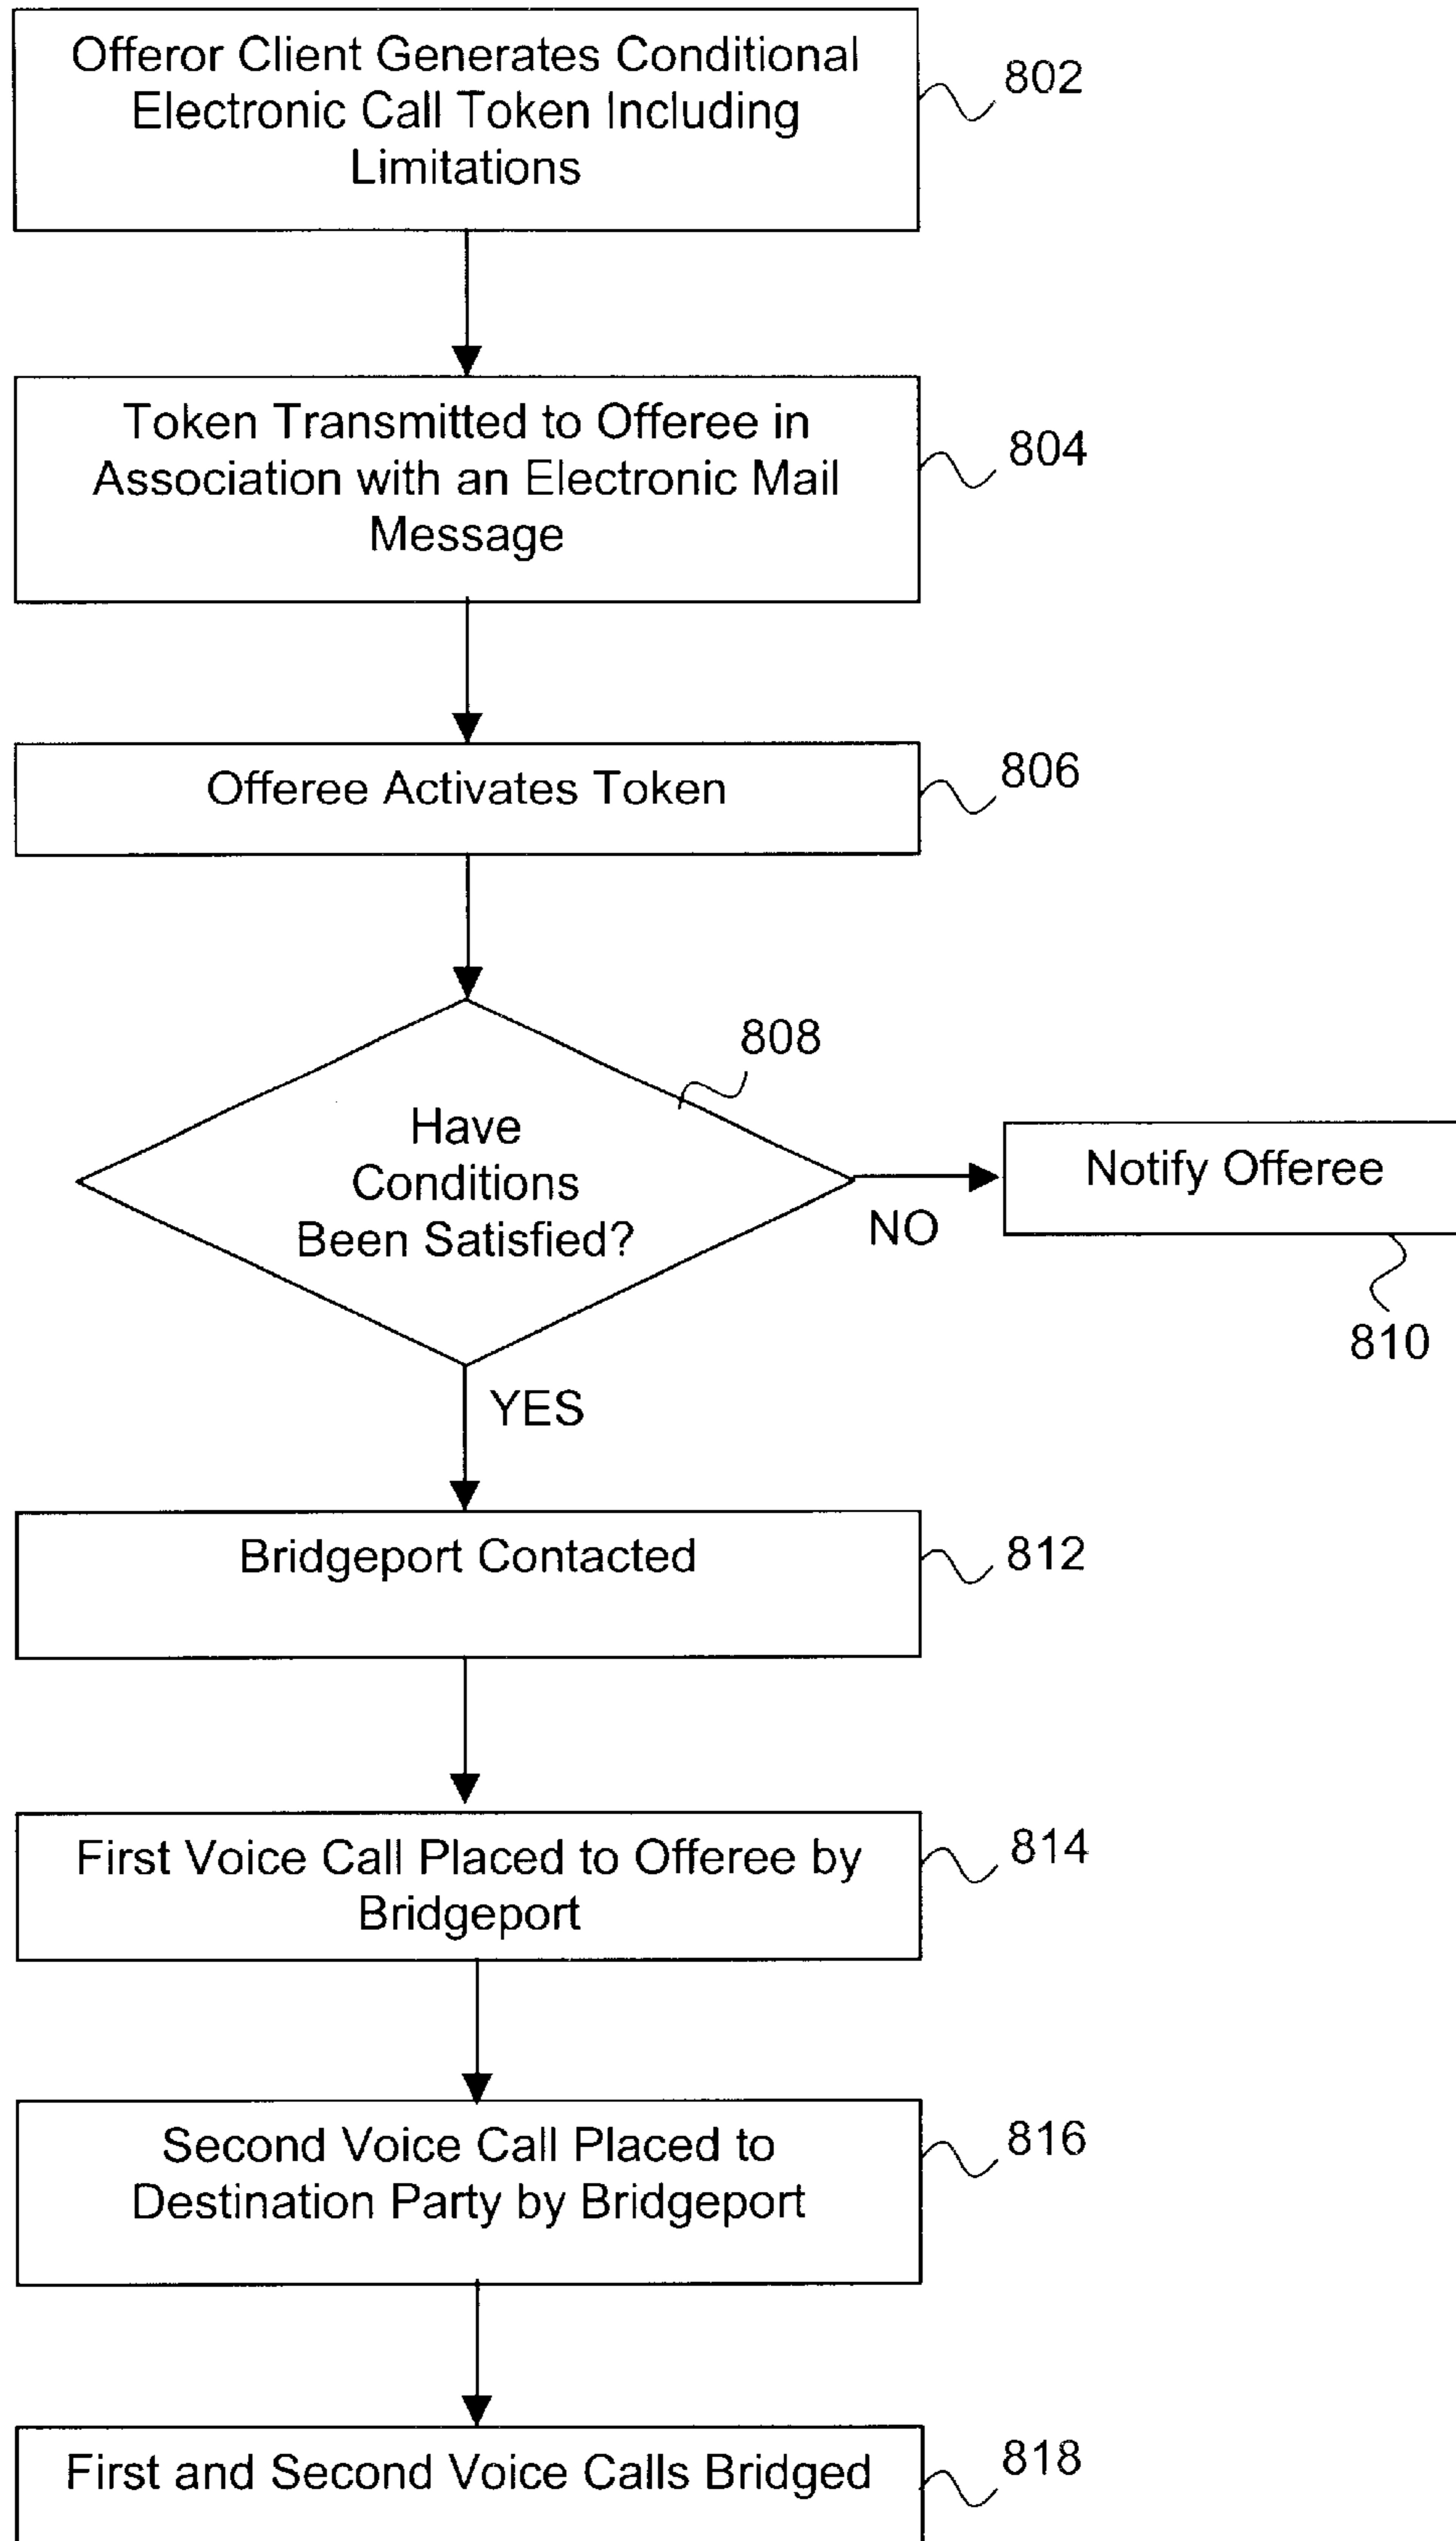 Offeror Client Generates Conditional
Electronic Call Token Including
Limitations
802
Token Transmitted to Offeree in
Association with an Electronic Mail
Message
804
Offeree Activates Token
806
808
Have
Conditions
Been Satisfied?
NO
Notify Offeree
810
YES
Bridgeport Contacted
812
First Voice Call Placed to Offeree by
Bridgeport
814
Second Voice Call Placed to
Destination Party by Bridgeport
816
First and Second Voice Calls Bridged
818